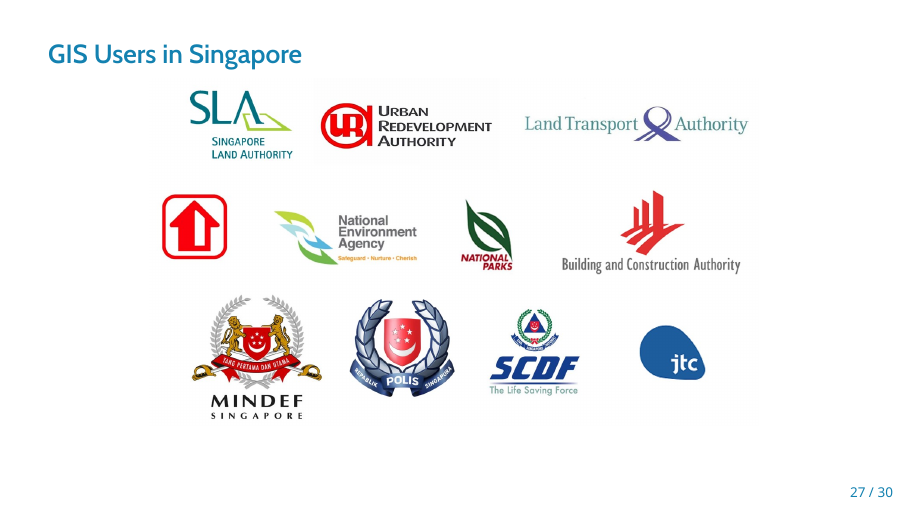 GIS Users in Singapore
SLA
SINGAPORE
LAND AUTHORITY
URBAN
REDEVELOPMENT
AUTHORITY
Land Transport Authority
National
Environment
Agency
Safeguard · Nurture · Cherish
NATIONAL
PARKS
Building and Construction Authority
YANG PERTAMA DAN UTAMA
MINDEF
SINGAPORE
REPUBLIK POLIS SINGAPURA
SCDF
The Life Saving Force
jtc
27 / 30